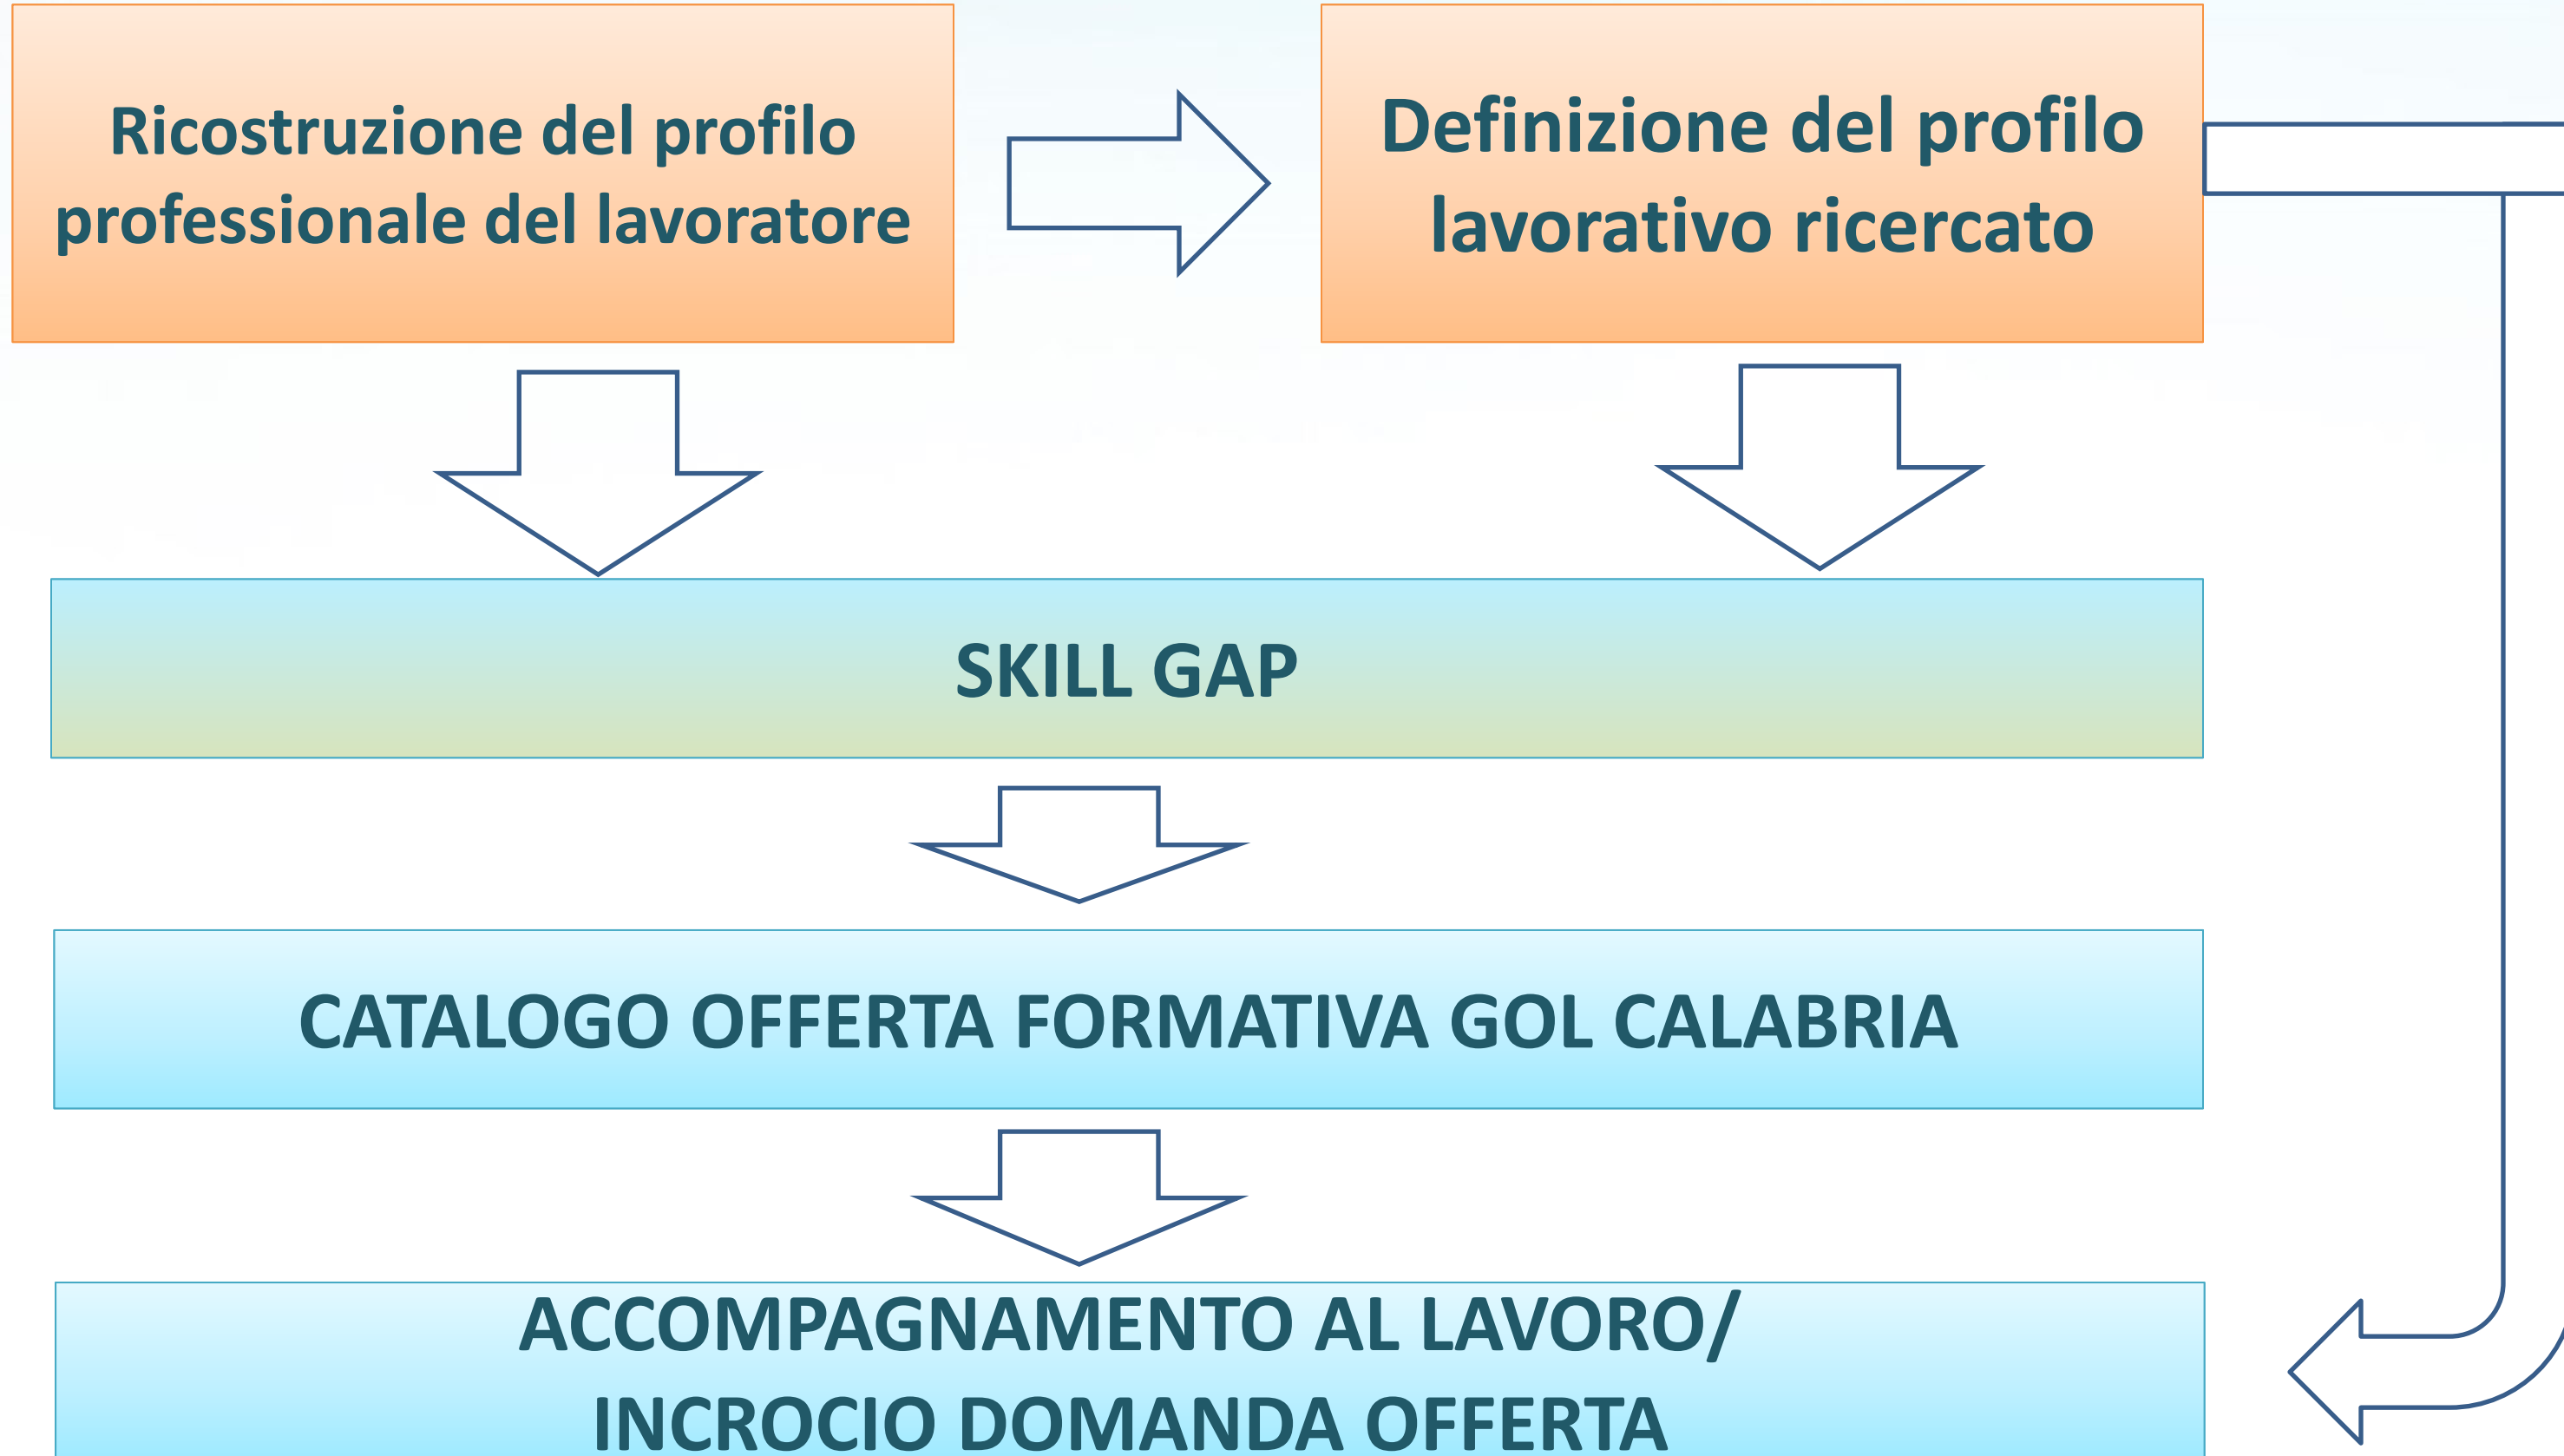 Ricostruzione del profilo
professionale del lavoratore
Definizione del profilo
lavorativo ricercato
SKILL GAP
CATALOGO OFFERTA FORMATIVA GOL CALABRIA
ACCOMPAGNAMENTO AL LAVORO/
INCROCIO DOMANDA OFFERTA